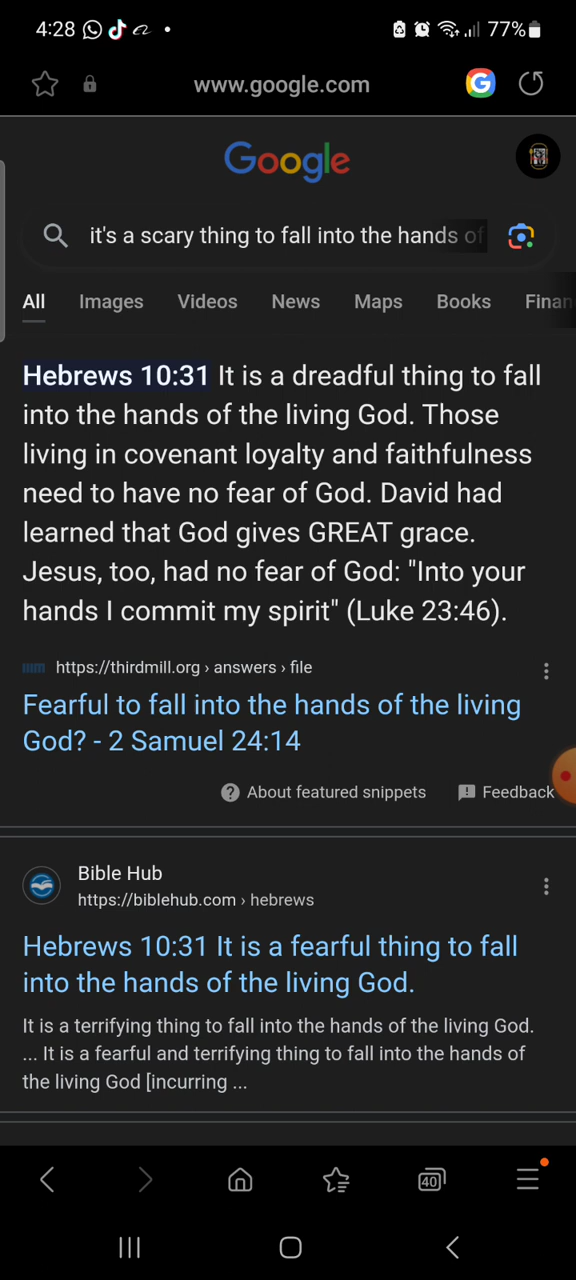 4:28
77%
www.google.com
Google
it's a scary thing to fall into the hands of
All Images Videos News Maps Books Finan
Hebrews 10:31 It is a dreadful thing to fall
into the hands of the living God. Those
living in covenant loyalty and faithfulness
need to have no fear of God. David had
learned that God gives GREAT grace.
Jesus, too, had no fear of God: "Into your
hands I commit my spirit" (Luke 23:46).
https://thirdmill.org › answers › file
Fearful to fall into the hands of the living
God? - 2 Samuel 24:14
About featured snippets Feedback
Bible Hub
https://biblehub.com › hebrews
Hebrews 10:31 It is a fearful thing to fall
into the hands of the living God.
It is a terrifying thing to fall into the hands of the living God.
... It is a fearful and terrifying thing to fall into the hands of
the living God [incurring ...
40